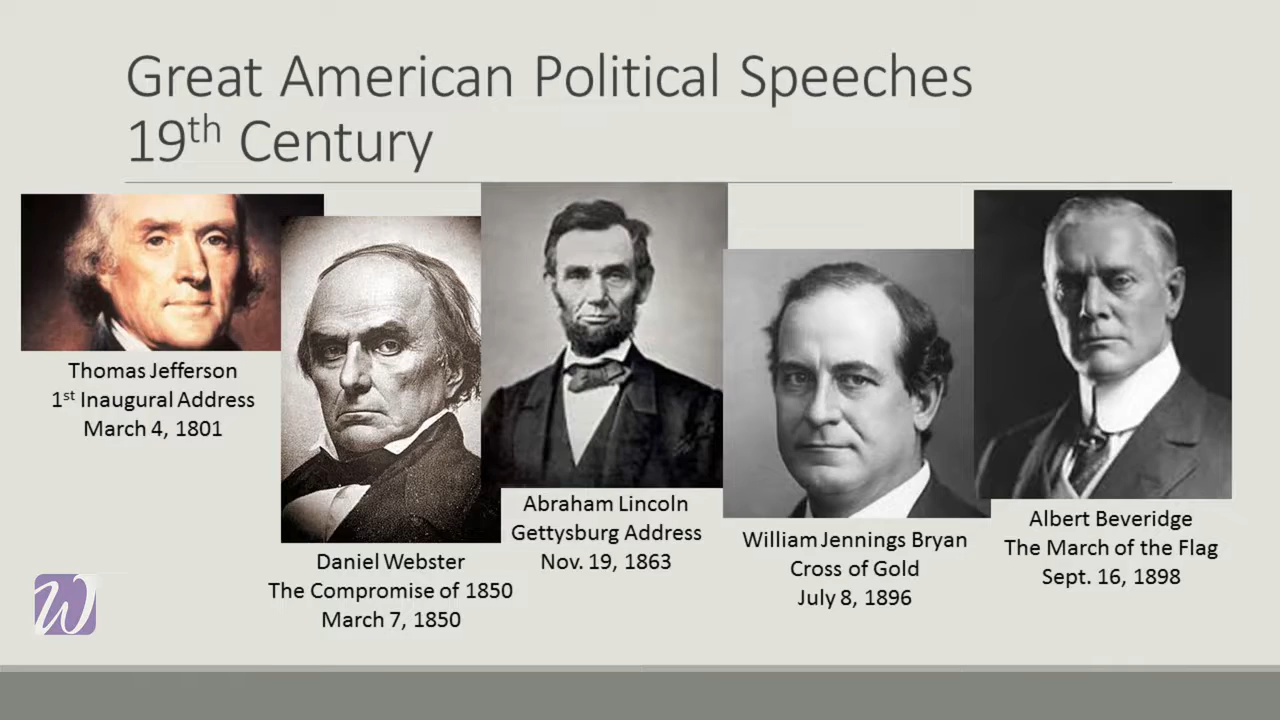 Great American Political Speeches
19th Century
Thomas Jefferson
1st Inaugural Address
March 4, 1801
Daniel Webster
The Compromise of 1850
March 7, 1850
Abraham Lincoln
Gettysburg Address
Nov. 19, 1863
William Jennings Bryan
Cross of Gold
July 8, 1896
Albert Beveridge
The March of the Flag
Sept. 16, 1898
W